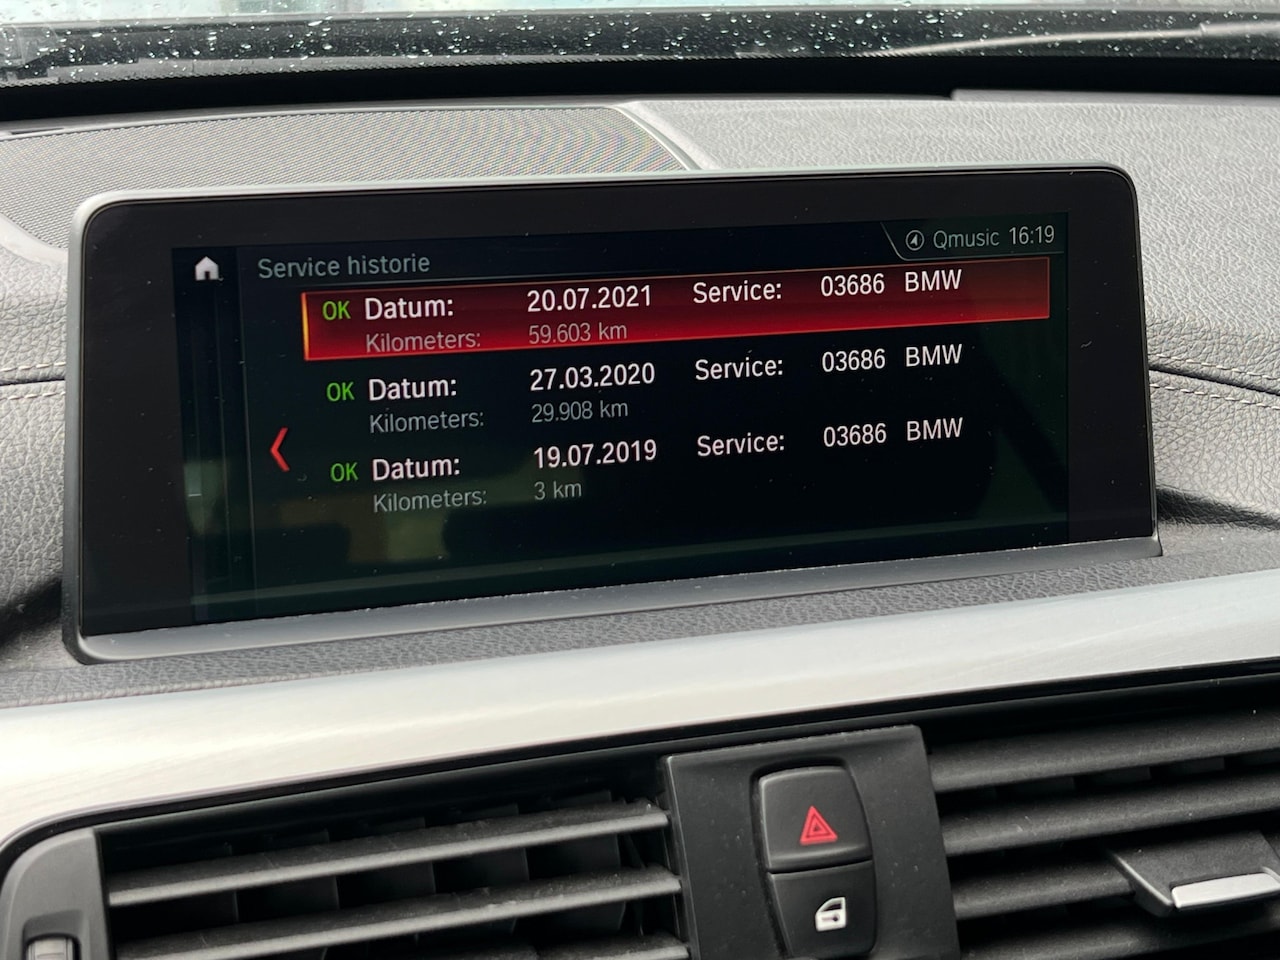 Qmusic 16:19
Service historie
OK Datum: 20.07.2021 Service: 03686 BMW
Kilometers: 59.603 km
OK Datum: 27.03.2020 Service: 03686 BMW
Kilometers: 29.908 km
OK Datum: 19.07.2019 Service: 03686 BMW
Kilometers: 3 km